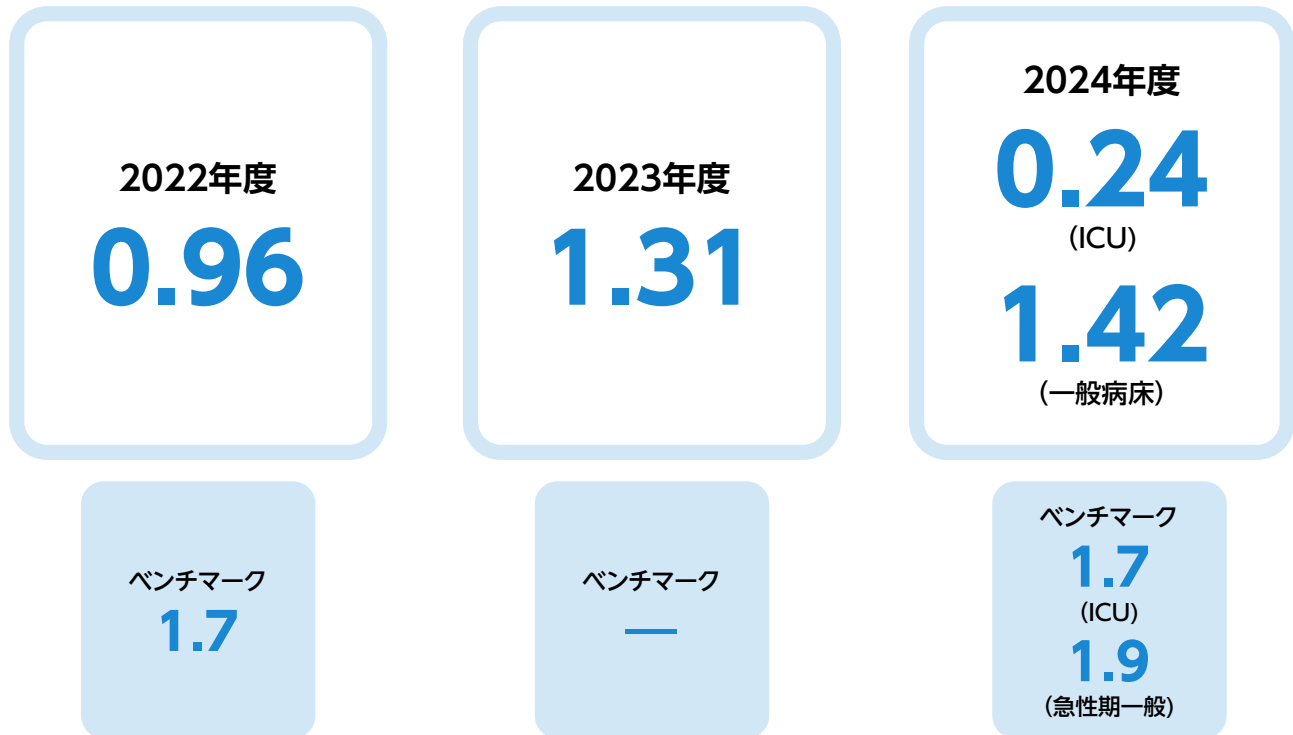 2022年度
0.96
ベンチマーク
1.7
2023年度
1.31
ベンチマーク
—
2024年度
0.24
(ICU)
1.42
(一般病床)
ベンチマーク
1.7
(ICU)
1.9
(急性期一般)